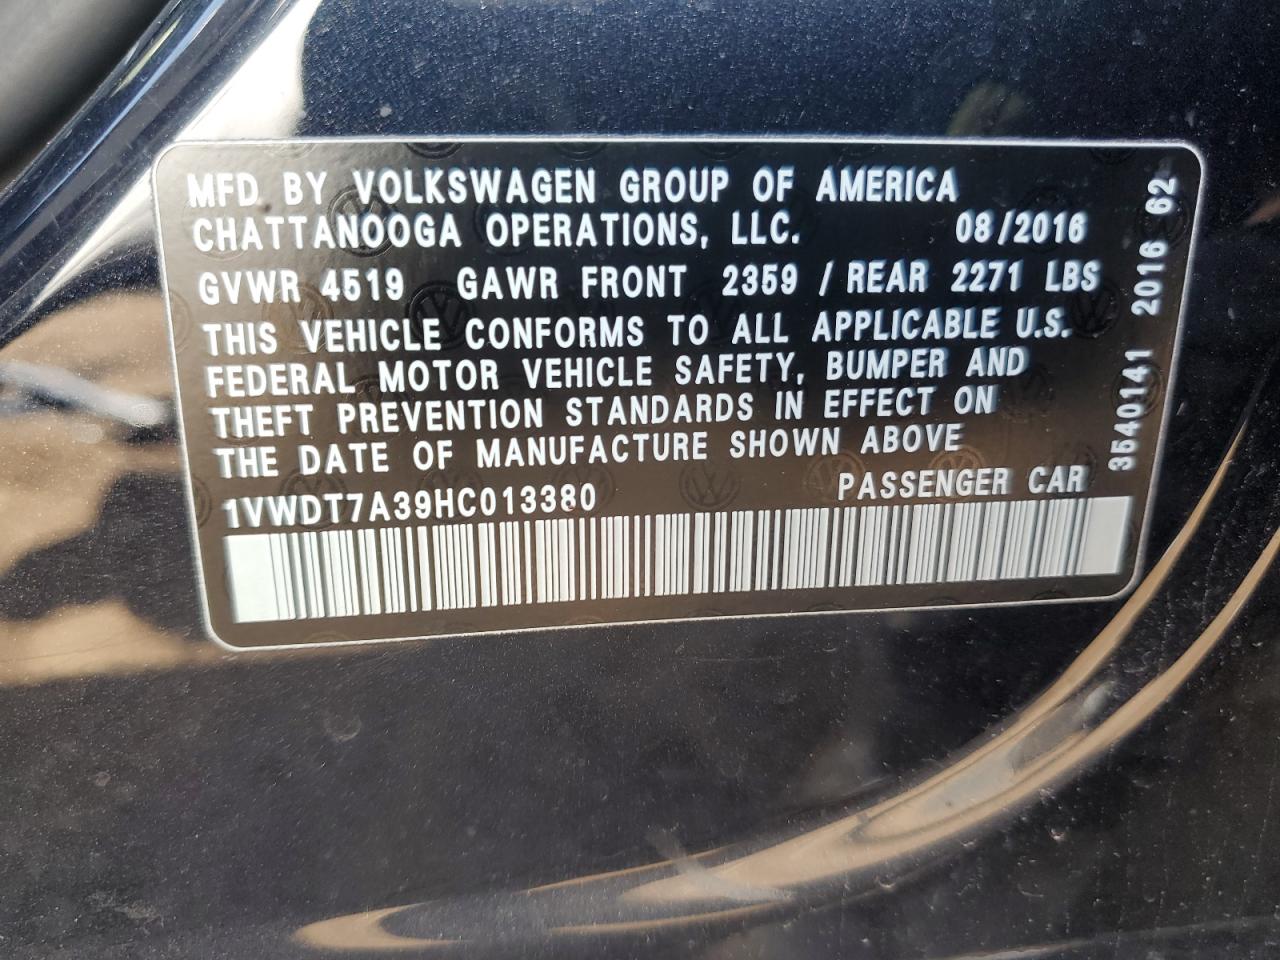 MFD BY VOLKSWAGEN GROUP OF AMERICA
CHATTANOOGA OPERATIONS, LLC. 08/2016
GVWR 4519 GAWR FRONT 2359 / REAR 2271 LBS
THIS VEHICLE CONFORMS TO ALL APPLICABLE U.S.
FEDERAL MOTOR VEHICLE SAFETY, BUMPER AND
THEFT PREVENTION STANDARDS IN EFFECT ON
THE DATE OF MANUFACTURE SHOWN ABOVE
1VWDT7A39HC013380 PASSENGER CAR
3540141 2016 62